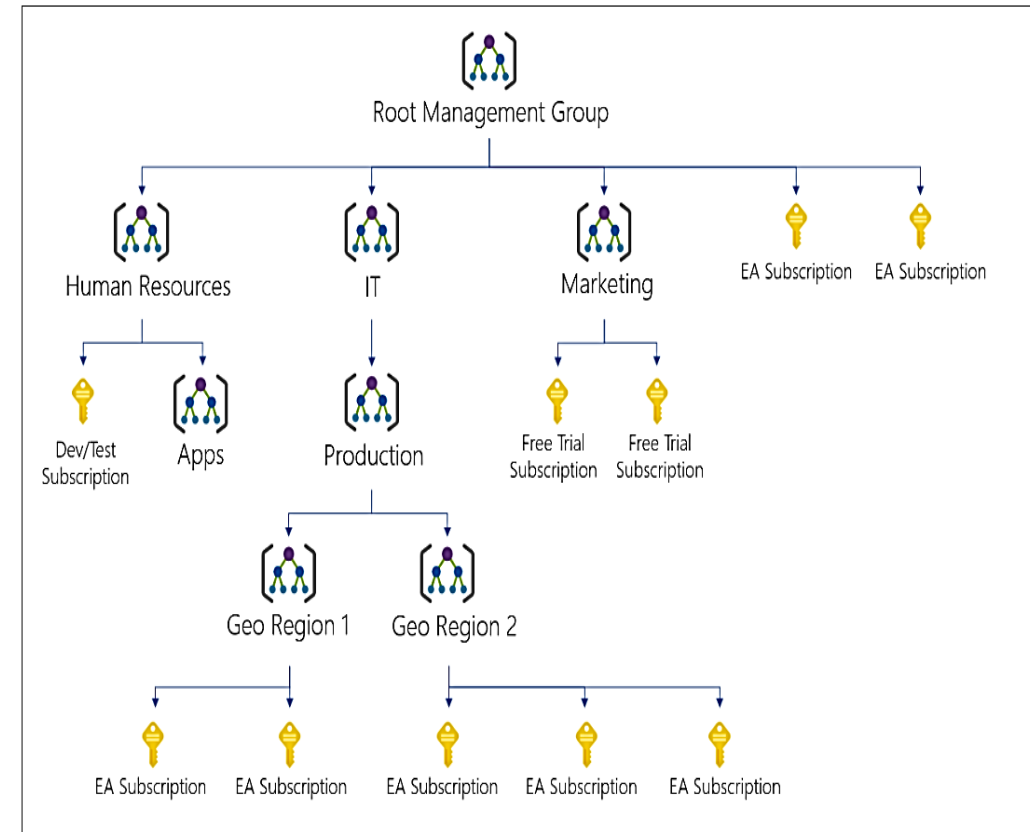 Root Management Group
Human Resources
IT
Marketing
EA Subscription
EA Subscription
Dev/Test
Subscription
Apps
Production
Free Trial
Subscription
Free Trial
Subscription
Geo Region 1
Geo Region 2
EA Subscription
EA Subscription
EA Subscription
EA Subscription
EA Subscription